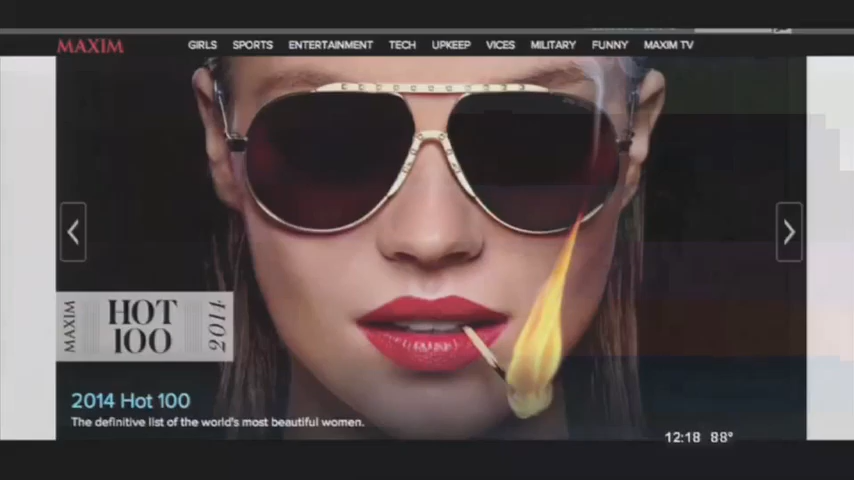 MAXIM GIRLS SPORTS ENTERTAINMENT TECH UPKEEP VICES MILITARY FUNNY MAXIM TV
MAXIM HOT 100 2014
2014 Hot 100
The definitive list of the world's most beautiful women.
12:18 88°